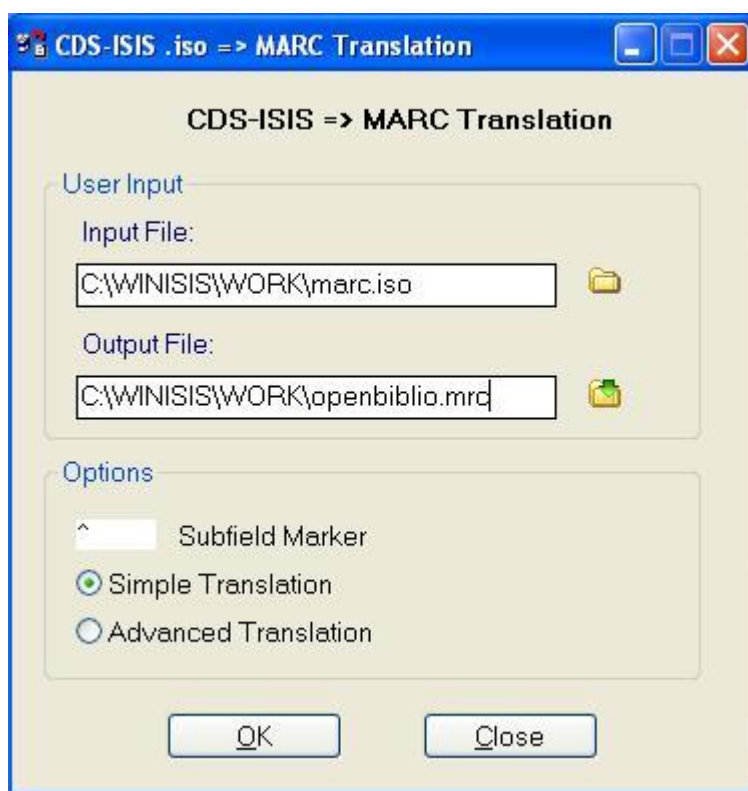 CDS-ISIS .iso => MARC Translation
CDS-ISIS => MARC Translation
User Input
Input File:
C:\WINISIS\WORK\marc.iso
Output File:
C:\WINISIS\WORK\openbiblio.mrc
Options
^ Subfield Marker
Simple Translation
Advanced Translation
OK Close